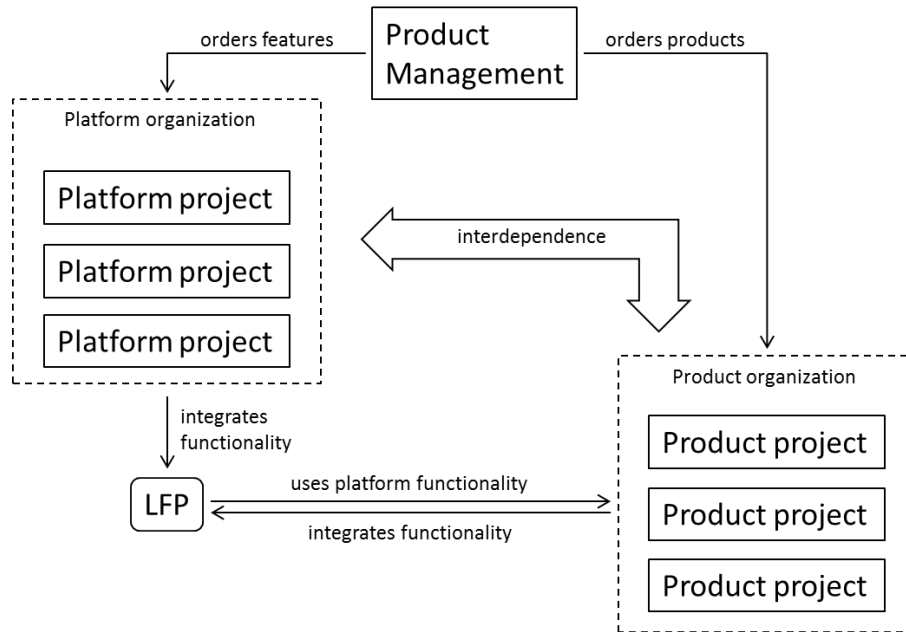 orders features
Product
Management
orders products
Platform organization
Platform project
Platform project
Platform project
interdependence
Product organization
integrates
functionality
LFP
uses platform functionality
integrates functionality
Product project
Product project
Product project